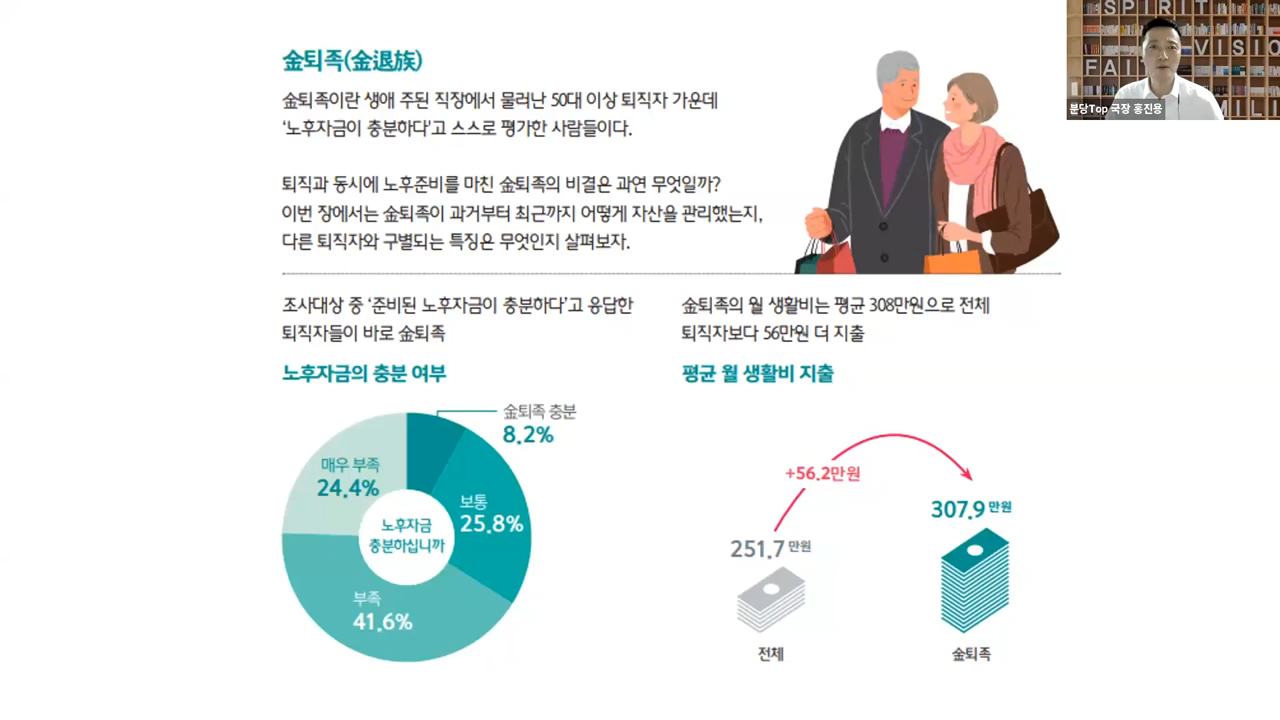 金퇴족(金退族)
金퇴족이란 생애 주된 직장에서 물러난 50대 이상 퇴직자 가운데
‘노후자금이 충분하다’고 스스로 평가한 사람들이다.
퇴직과 동시에 노후준비를 마친 金퇴족의 비결은 과연 무엇일까?
이번 장에서는 金퇴족이 과거부터 최근까지 어떻게 자산을 관리했는지,
다른 퇴직자와 구별되는 특징은 무엇인지 살펴보자.
조사대상 중 ‘준비된 노후자금이 충분하다’고 응답한
퇴직자들이 바로 金퇴족
노후자금의 충분 여부
金퇴족 충분
8.2%
보통
25.8%
매우 부족
24.4%
노후자금
충분하십니까
부족
41.6%
金퇴족의 월 생활비는 평균 308만원으로 전체
퇴직자보다 56만원 더 지출
평균 월 생활비 지출
+56.2만원
307.9 만원
251.7 만원
전체
金퇴족
SPIRIT
VISIO
FAI
MIL
분당Top 국장 홍진용